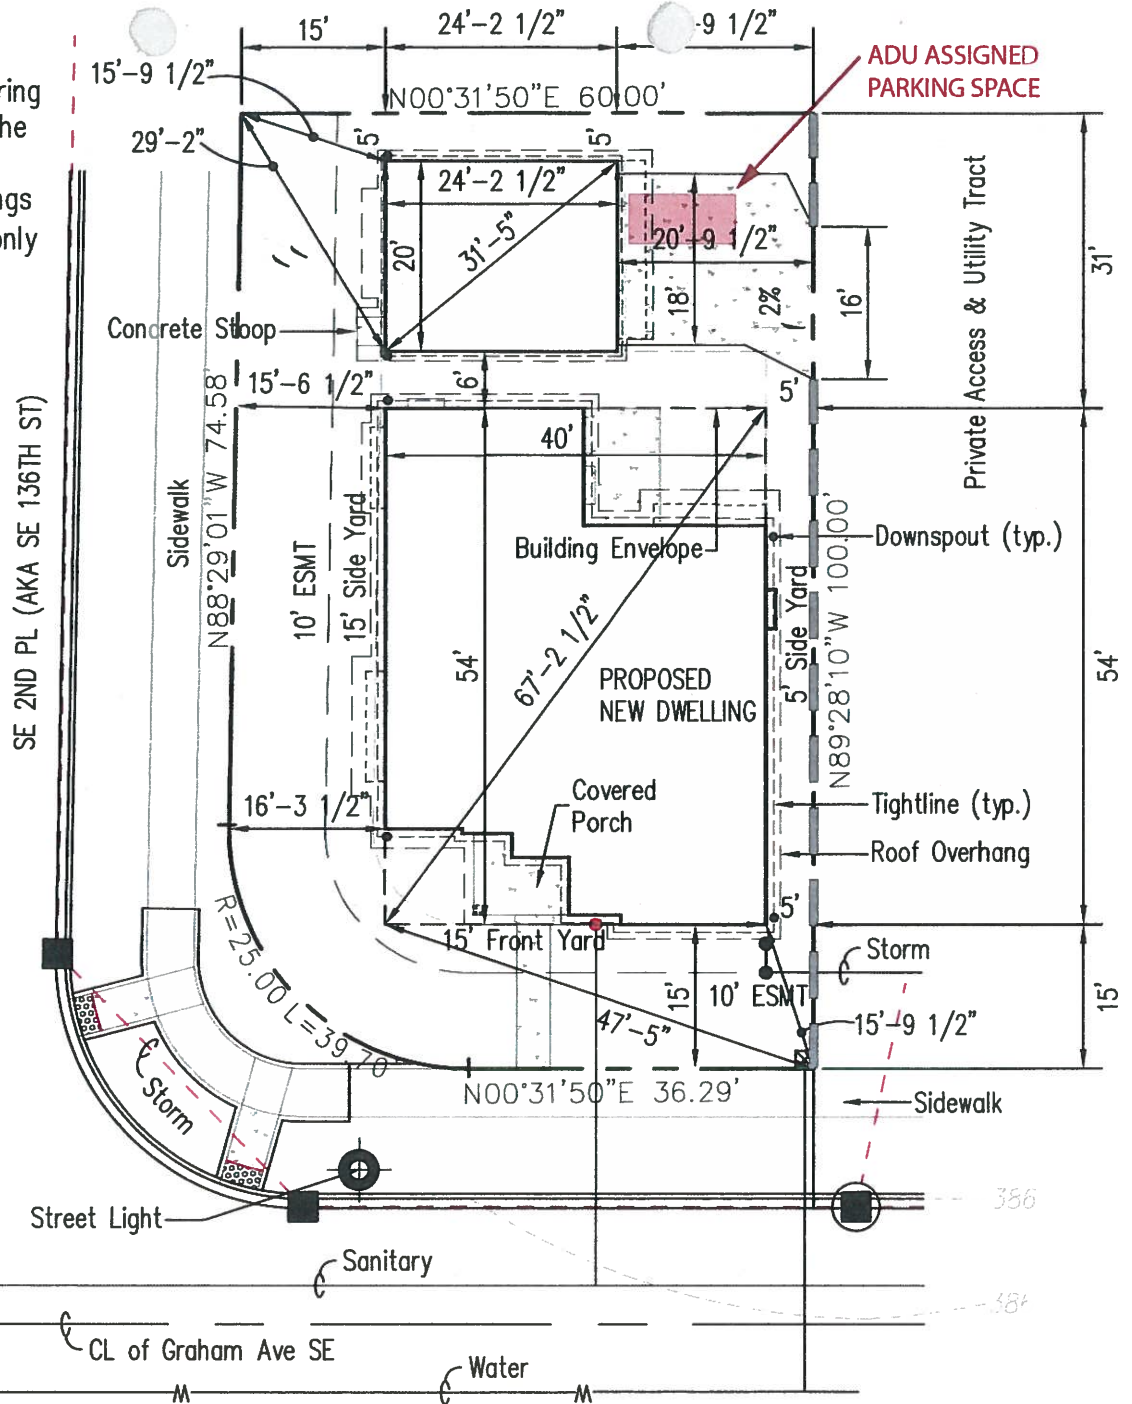 15'
24'-2 1/2"
-9 1/2"
ADU ASSIGNED
PARKING SPACE
15'-9 1/2"
ring
he
29'-2"
ngs
only
N00°31'50"E 60.00'
5'
5'
24'-2 1/2"
31'-5"
20'
20'-9 1/2"
18'
2%
16'
31'
Private Access & Utility Tract
Concrete Stoop
15'-6 1/2"
6'
5'
40'
SE 2ND PL (AKA SE 136TH ST)
Sidewalk
N88°29'01"W 74.58'
10' ESMT
15' Side Yard
Building Envelope
Downspout (typ.)
54'
67'-2 1/2"
PROPOSED
NEW DWELLING
5' Side Yard
N89°28'10"W 100.00'
54'
16'-3 1/2"
Covered
Porch
Tightline (typ.)
Roof Overhang
R=25.00 L=39.70
5'
15' Front Yard
Storm
15'
10' ESMT
15'
47'-5"
15'-9 1/2"
Storm
N00°31'50"E 36.29'
Sidewalk
Street Light
386
Sanitary
CL of Graham Ave SE
Water
W
W